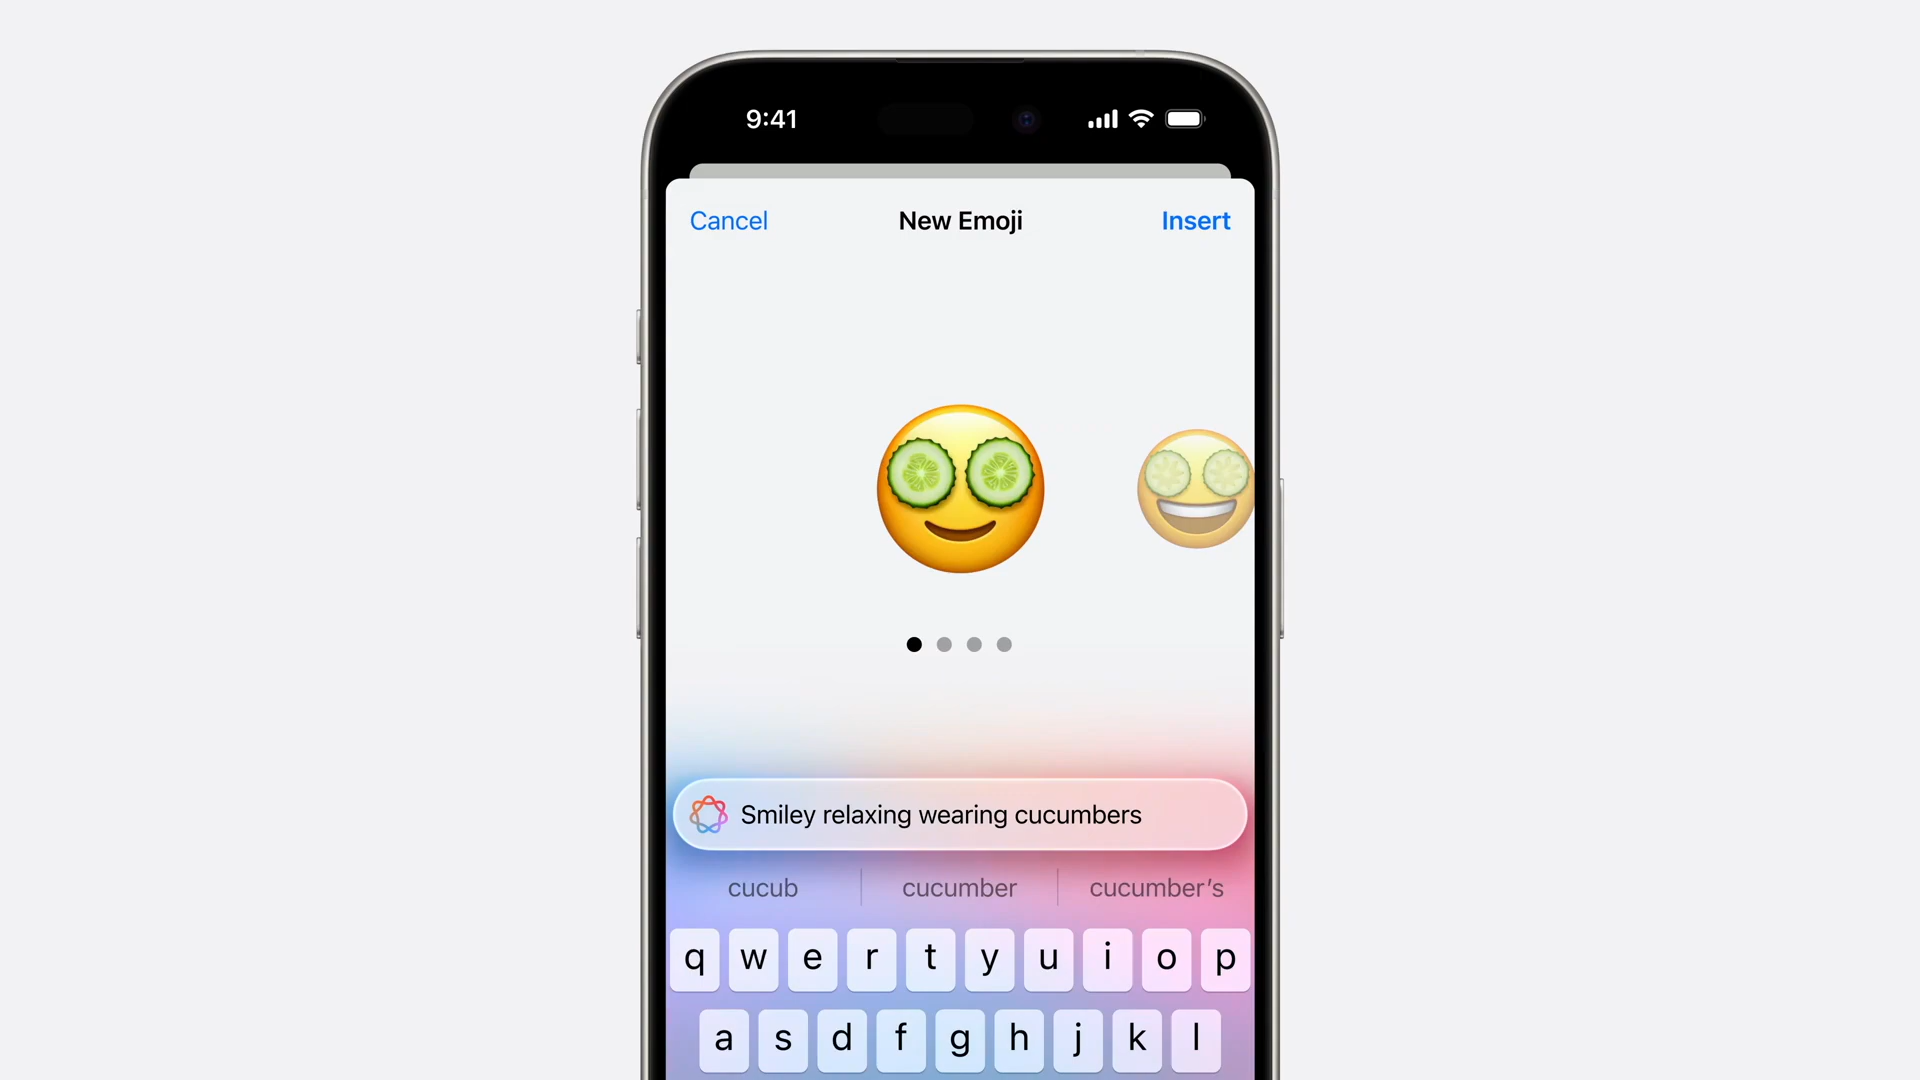 9:41
Cancel New Emoji Insert
Smiley relaxing wearing cucumbers
cucub cucumber cucumber’s
q w e r t y u i o p
a s d f g h j k l